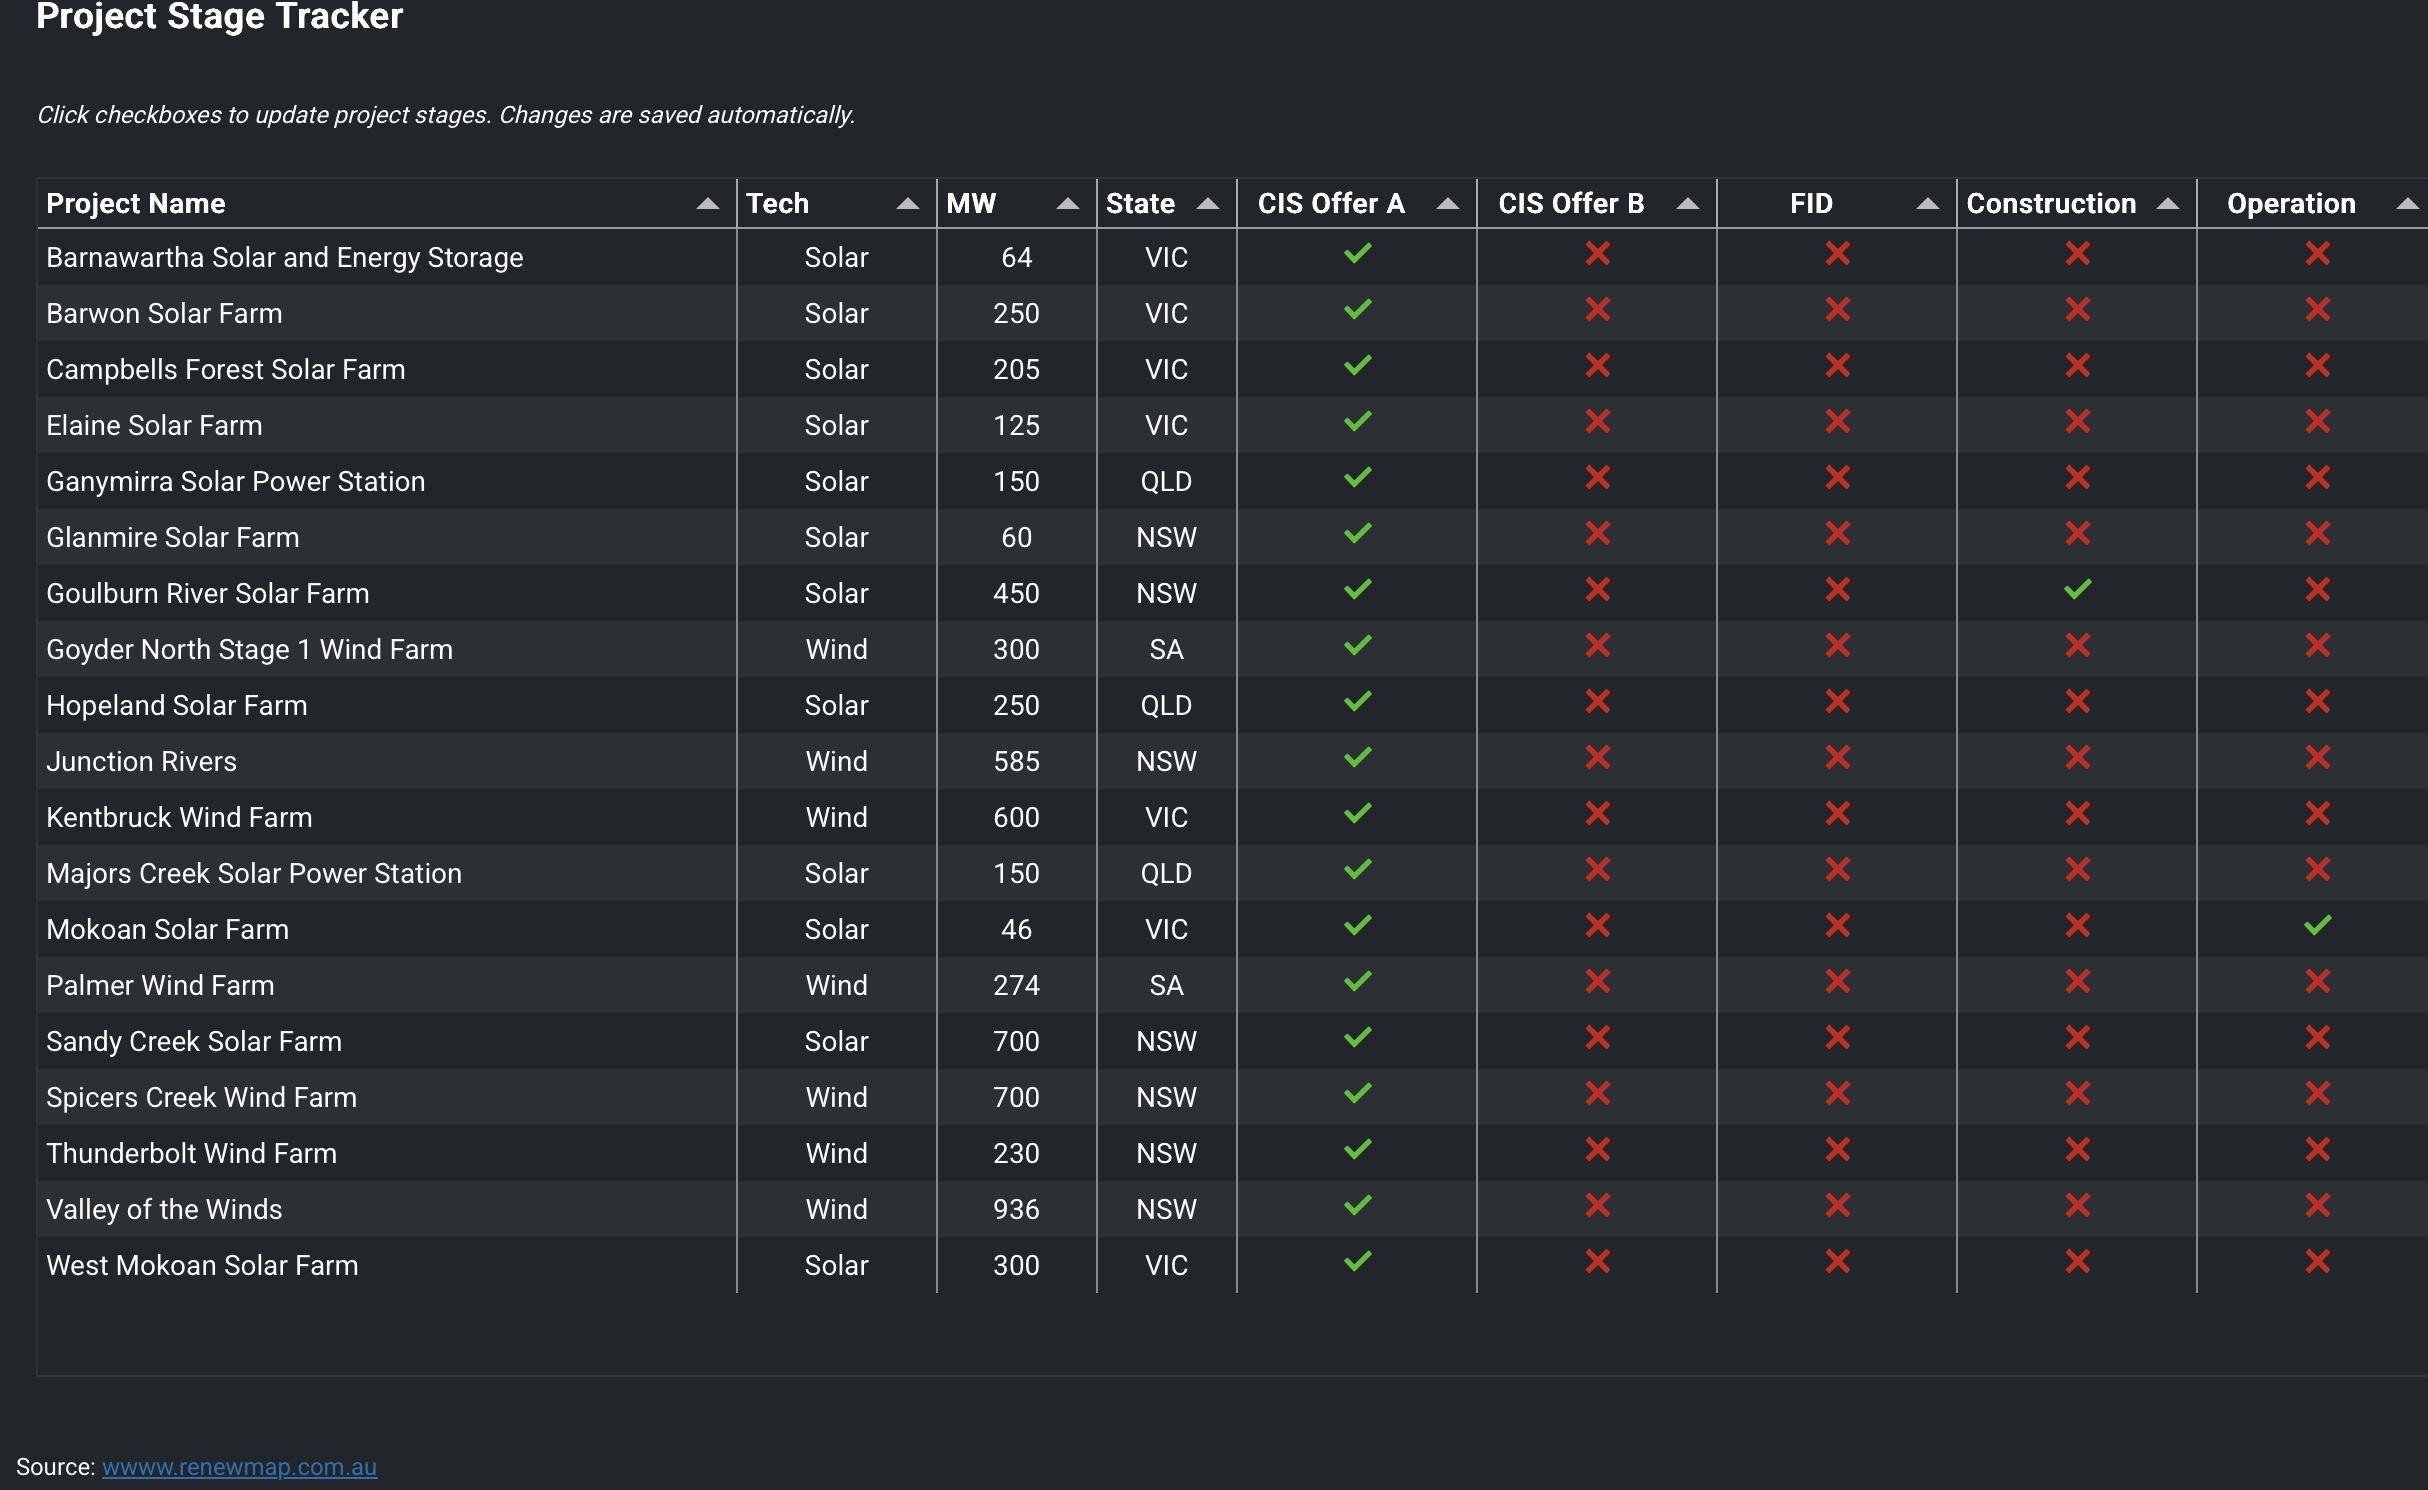 Project Stage Tracker
Click checkboxes to update project stages. Changes are saved automatically.
Project Name Tech MW State CIS Offer A CIS Offer B FID Construction Operation
Barnawartha Solar and Energy Storage Solar 64 VIC ✓ ✗ ✗ ✗ ✗
Barwon Solar Farm Solar 250 VIC ✓ ✗ ✗ ✗ ✗
Campbells Forest Solar Farm Solar 205 VIC ✓ ✗ ✗ ✗ ✗
Elaine Solar Farm Solar 125 VIC ✓ ✗ ✗ ✗ ✗
Ganymirra Solar Power Station Solar 150 QLD ✓ ✗ ✗ ✗ ✗
Glanmire Solar Farm Solar 60 NSW ✓ ✗ ✗ ✗ ✗
Goulburn River Solar Farm Solar 450 NSW ✓ ✗ ✗ ✓ ✗
Goyder North Stage 1 Wind Farm Wind 300 SA ✓ ✗ ✗ ✗ ✗
Hopeland Solar Farm Solar 250 QLD ✓ ✗ ✗ ✗ ✗
Junction Rivers Wind 585 NSW ✓ ✗ ✗ ✗ ✗
Kentbruck Wind Farm Wind 600 VIC ✓ ✗ ✗ ✗ ✗
Majors Creek Solar Power Station Solar 150 QLD ✓ ✗ ✗ ✗ ✗
Mokoan Solar Farm Solar 46 VIC ✓ ✗ ✗ ✗ ✓
Palmer Wind Farm Wind 274 SA ✓ ✗ ✗ ✗ ✗
Sandy Creek Solar Farm Solar 700 NSW ✓ ✗ ✗ ✗ ✗
Spicers Creek Wind Farm Wind 700 NSW ✓ ✗ ✗ ✗ ✗
Thunderbolt Wind Farm Wind 230 NSW ✓ ✗ ✗ ✗ ✗
Valley of the Winds Wind 936 NSW ✓ ✗ ✗ ✗ ✗
West Mokoan Solar Farm Solar 300 VIC ✓ ✗ ✗ ✗ ✗
Source: wwww.renewmap.com.au